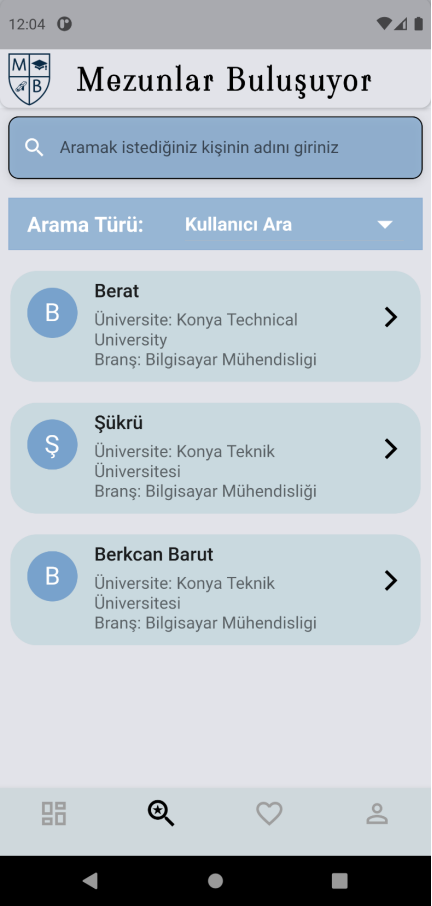 12:04
M
B
Mezunlar Buluşuyor
Aramak istediğiniz kişinin adını giriniz
Arama Türü: Kullanıcı Ara
B
Berat
Üniversite: Konya Technical
University
Branş: Bilgisayar Mühendisligi
Ş
Şükrü
Üniversite: Konya Teknik
Üniversitesi
Branş: Bilgisayar Mühendisliği
B
Berkcan Barut
Üniversite: Konya Teknik
Üniversitesi
Branş: Bilgisayar Mühendisligi